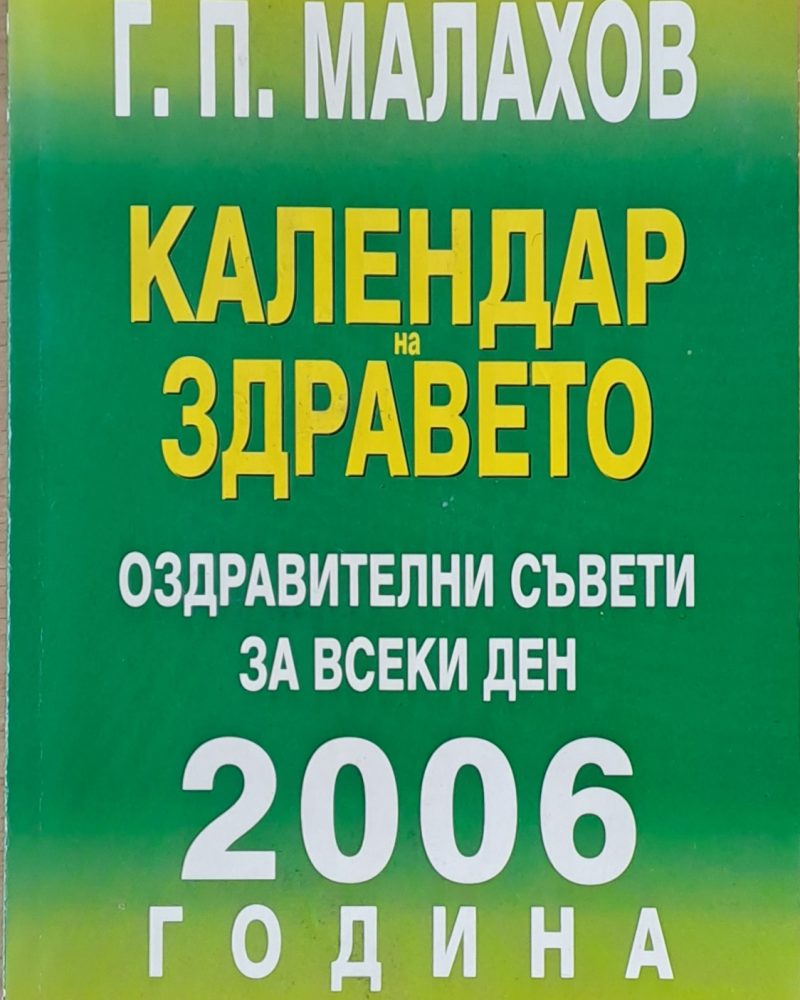 Г. П. МАЛАХОВ
КАЛЕНДАР
на
ЗДРАВЕТО
ОЗДРАВИТЕЛНИ СЪВЕТИ
ЗА ВСЕКИ ДЕН
2006
ГОДИНА